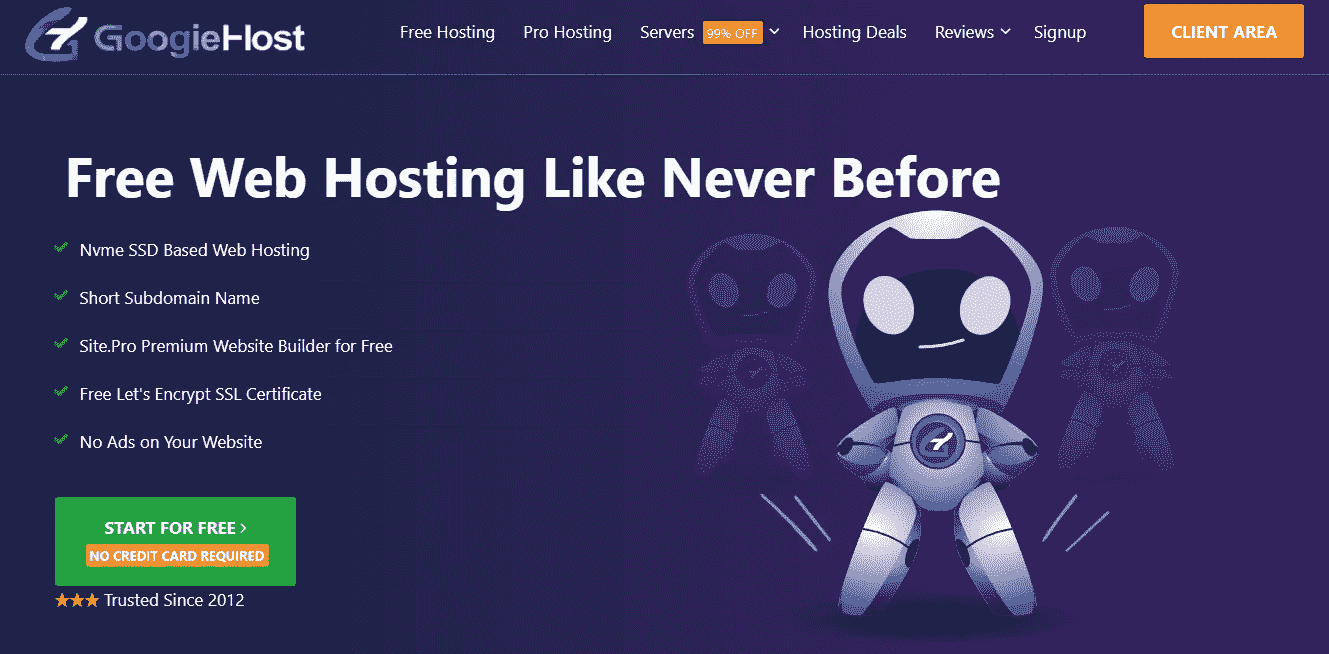 GoogieHost
Free Hosting
Pro Hosting
Servers 99% OFF
Hosting Deals
Reviews
Signup
CLIENT AREA
Free Web Hosting Like Never Before
Nvme SSD Based Web Hosting
Short Subdomain Name
Site.Pro Premium Website Builder for Free
Free Let's Encrypt SSL Certificate
No Ads on Your Website
START FOR FREE >
NO CREDIT CARD REQUIRED
Trusted Since 2012